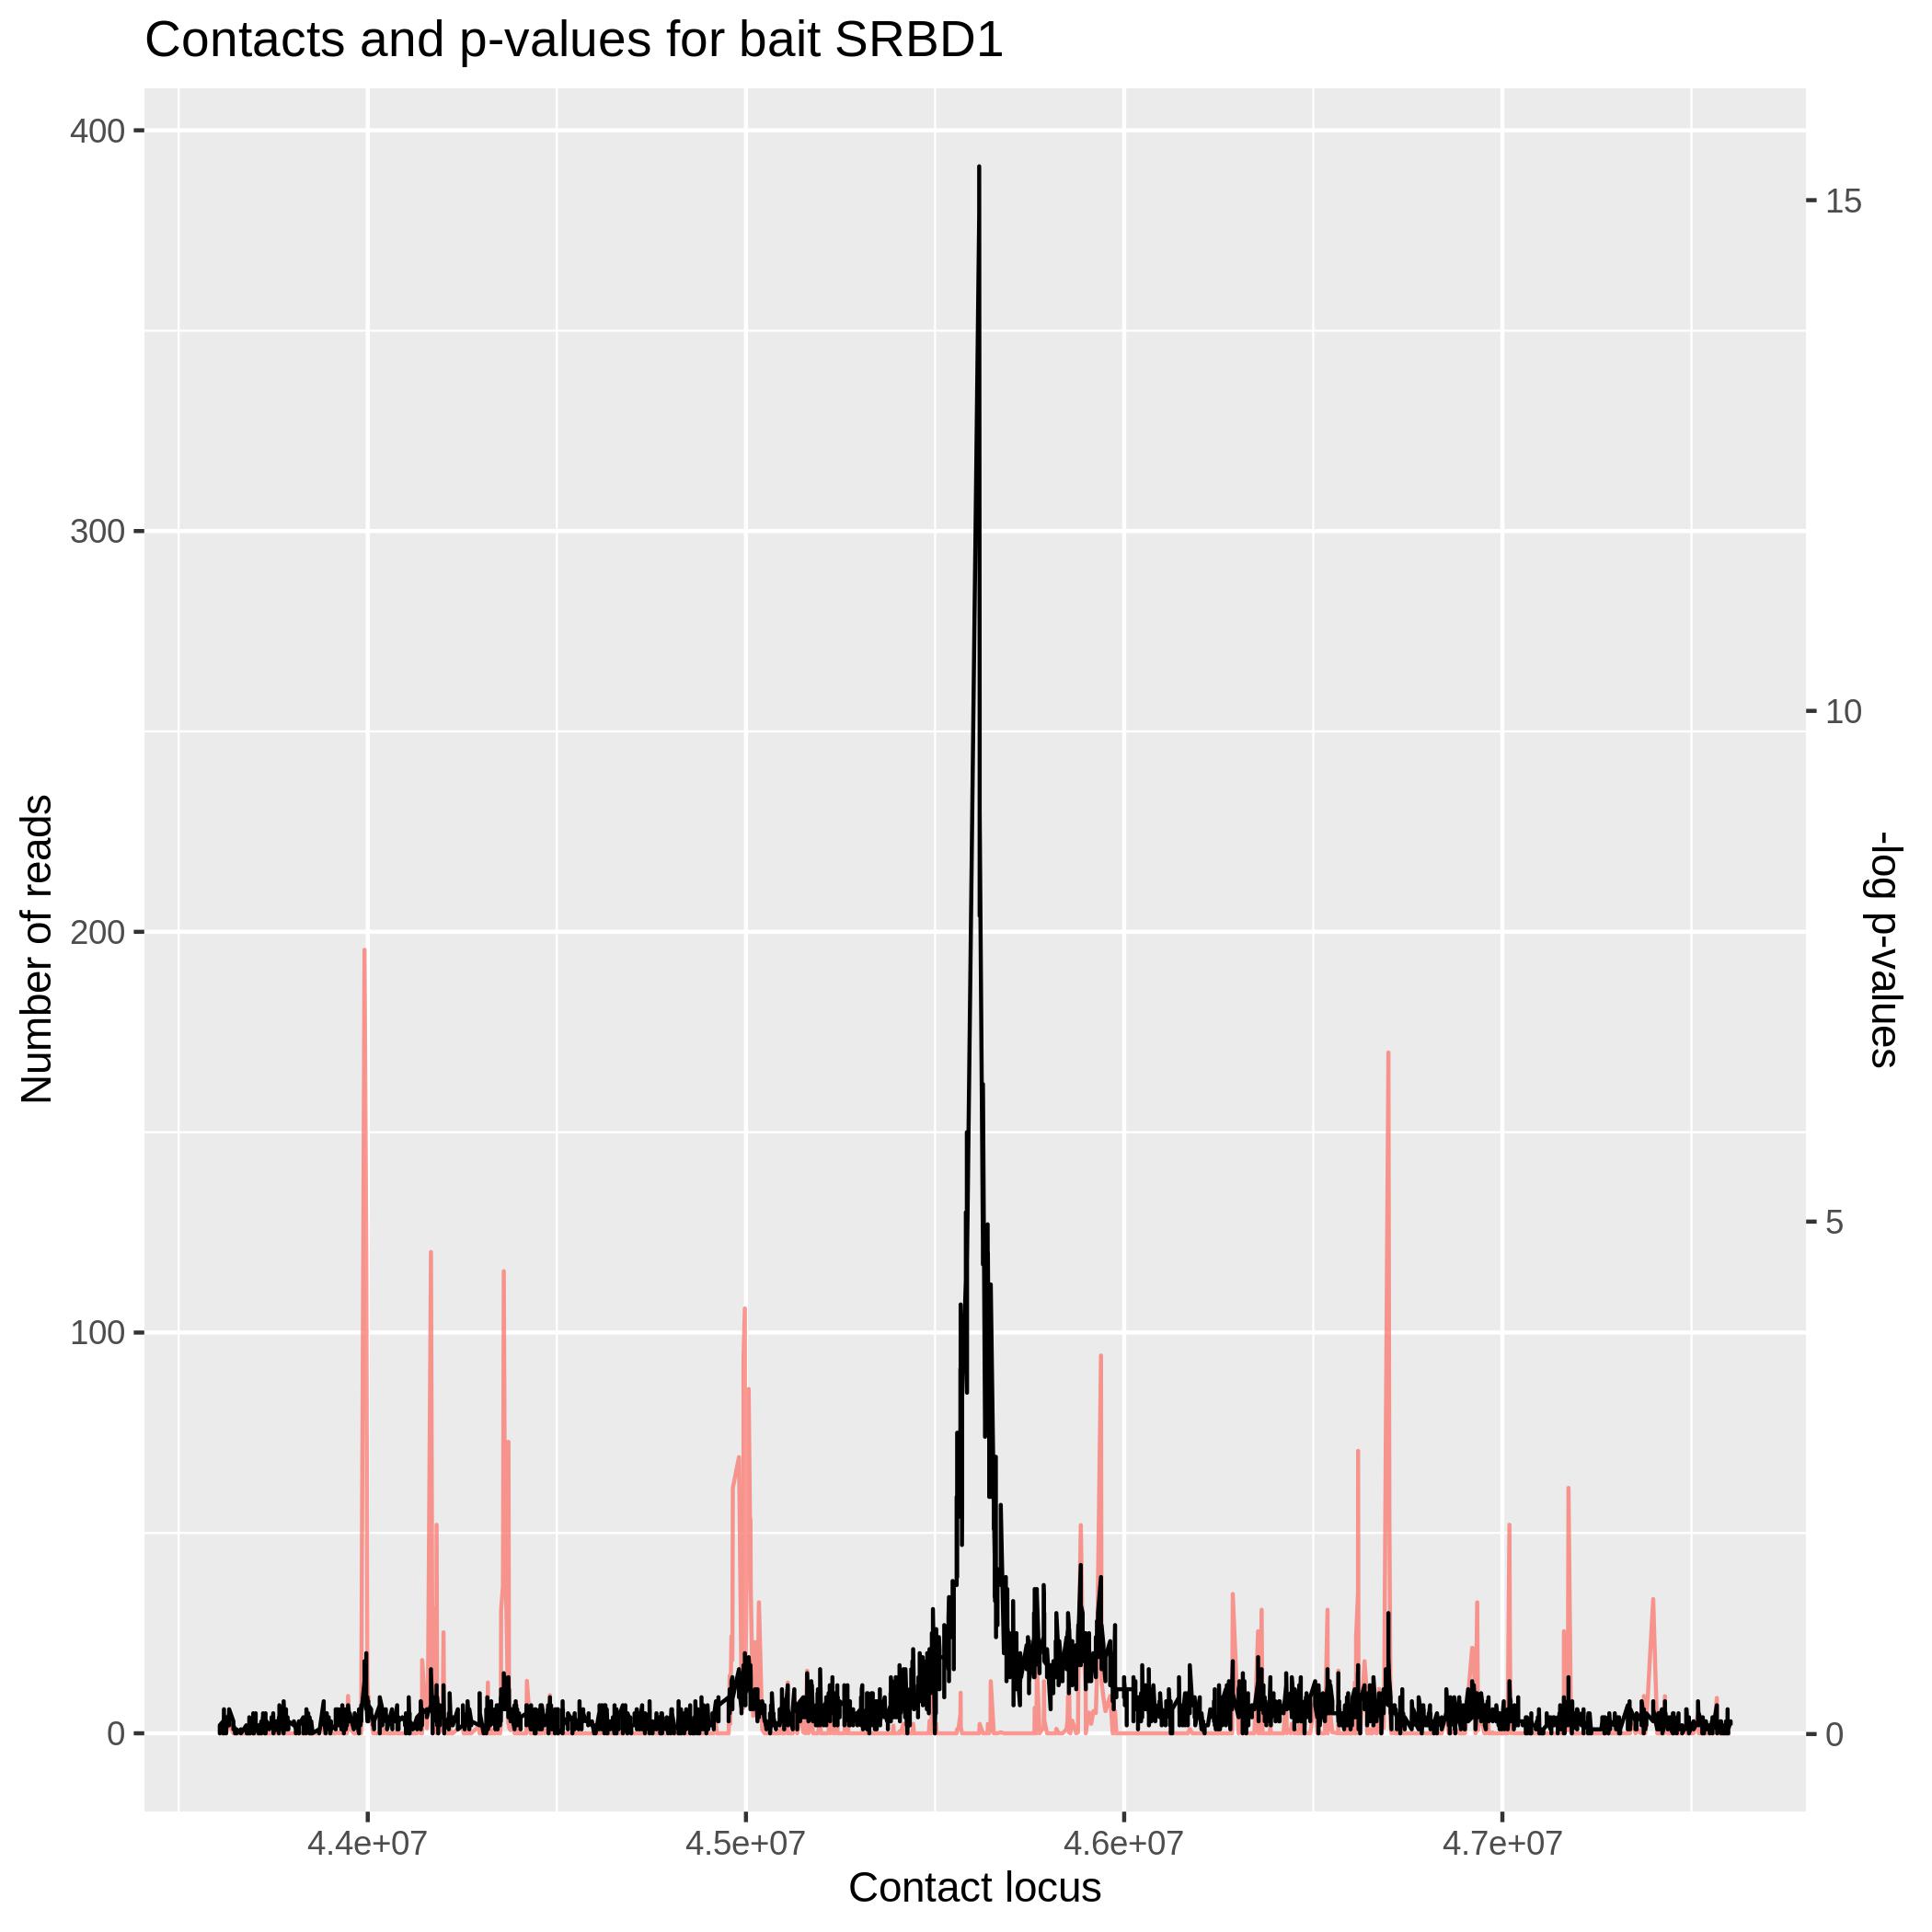 Contacts and p-values for bait SRBD1
400
300
200
100
0
Number of reads
15
10
5
0
-log p-values
4.4e+07
4.5e+07
4.6e+07
4.7e+07
Contact locus